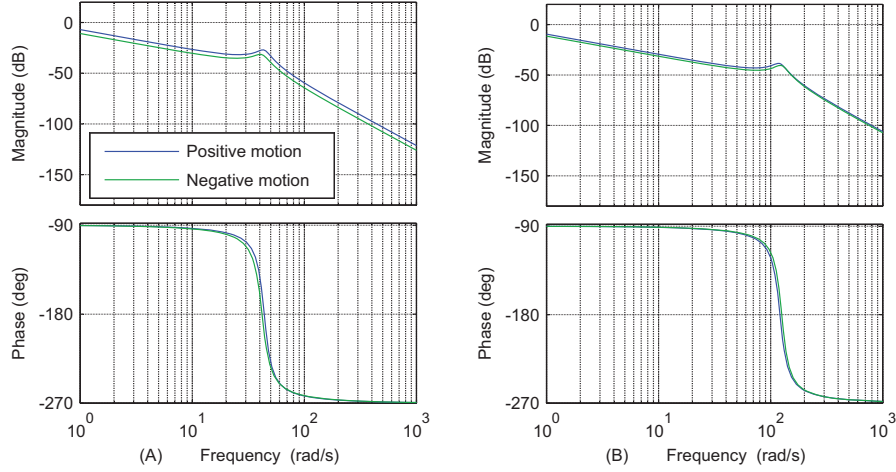 0
-50
-100
-150
Magnitude (dB)
Positive motion
Negative motion
-90
-180
-270
Phase (deg)
10^0
10^1
10^2
10^3
(A) Frequency (rad/s)
0
-50
-100
-150
Magnitude (dB)
-90
-180
-270
Phase (deg)
10^0
10^1
10^2
10^3
(B) Frequency (rad/s)